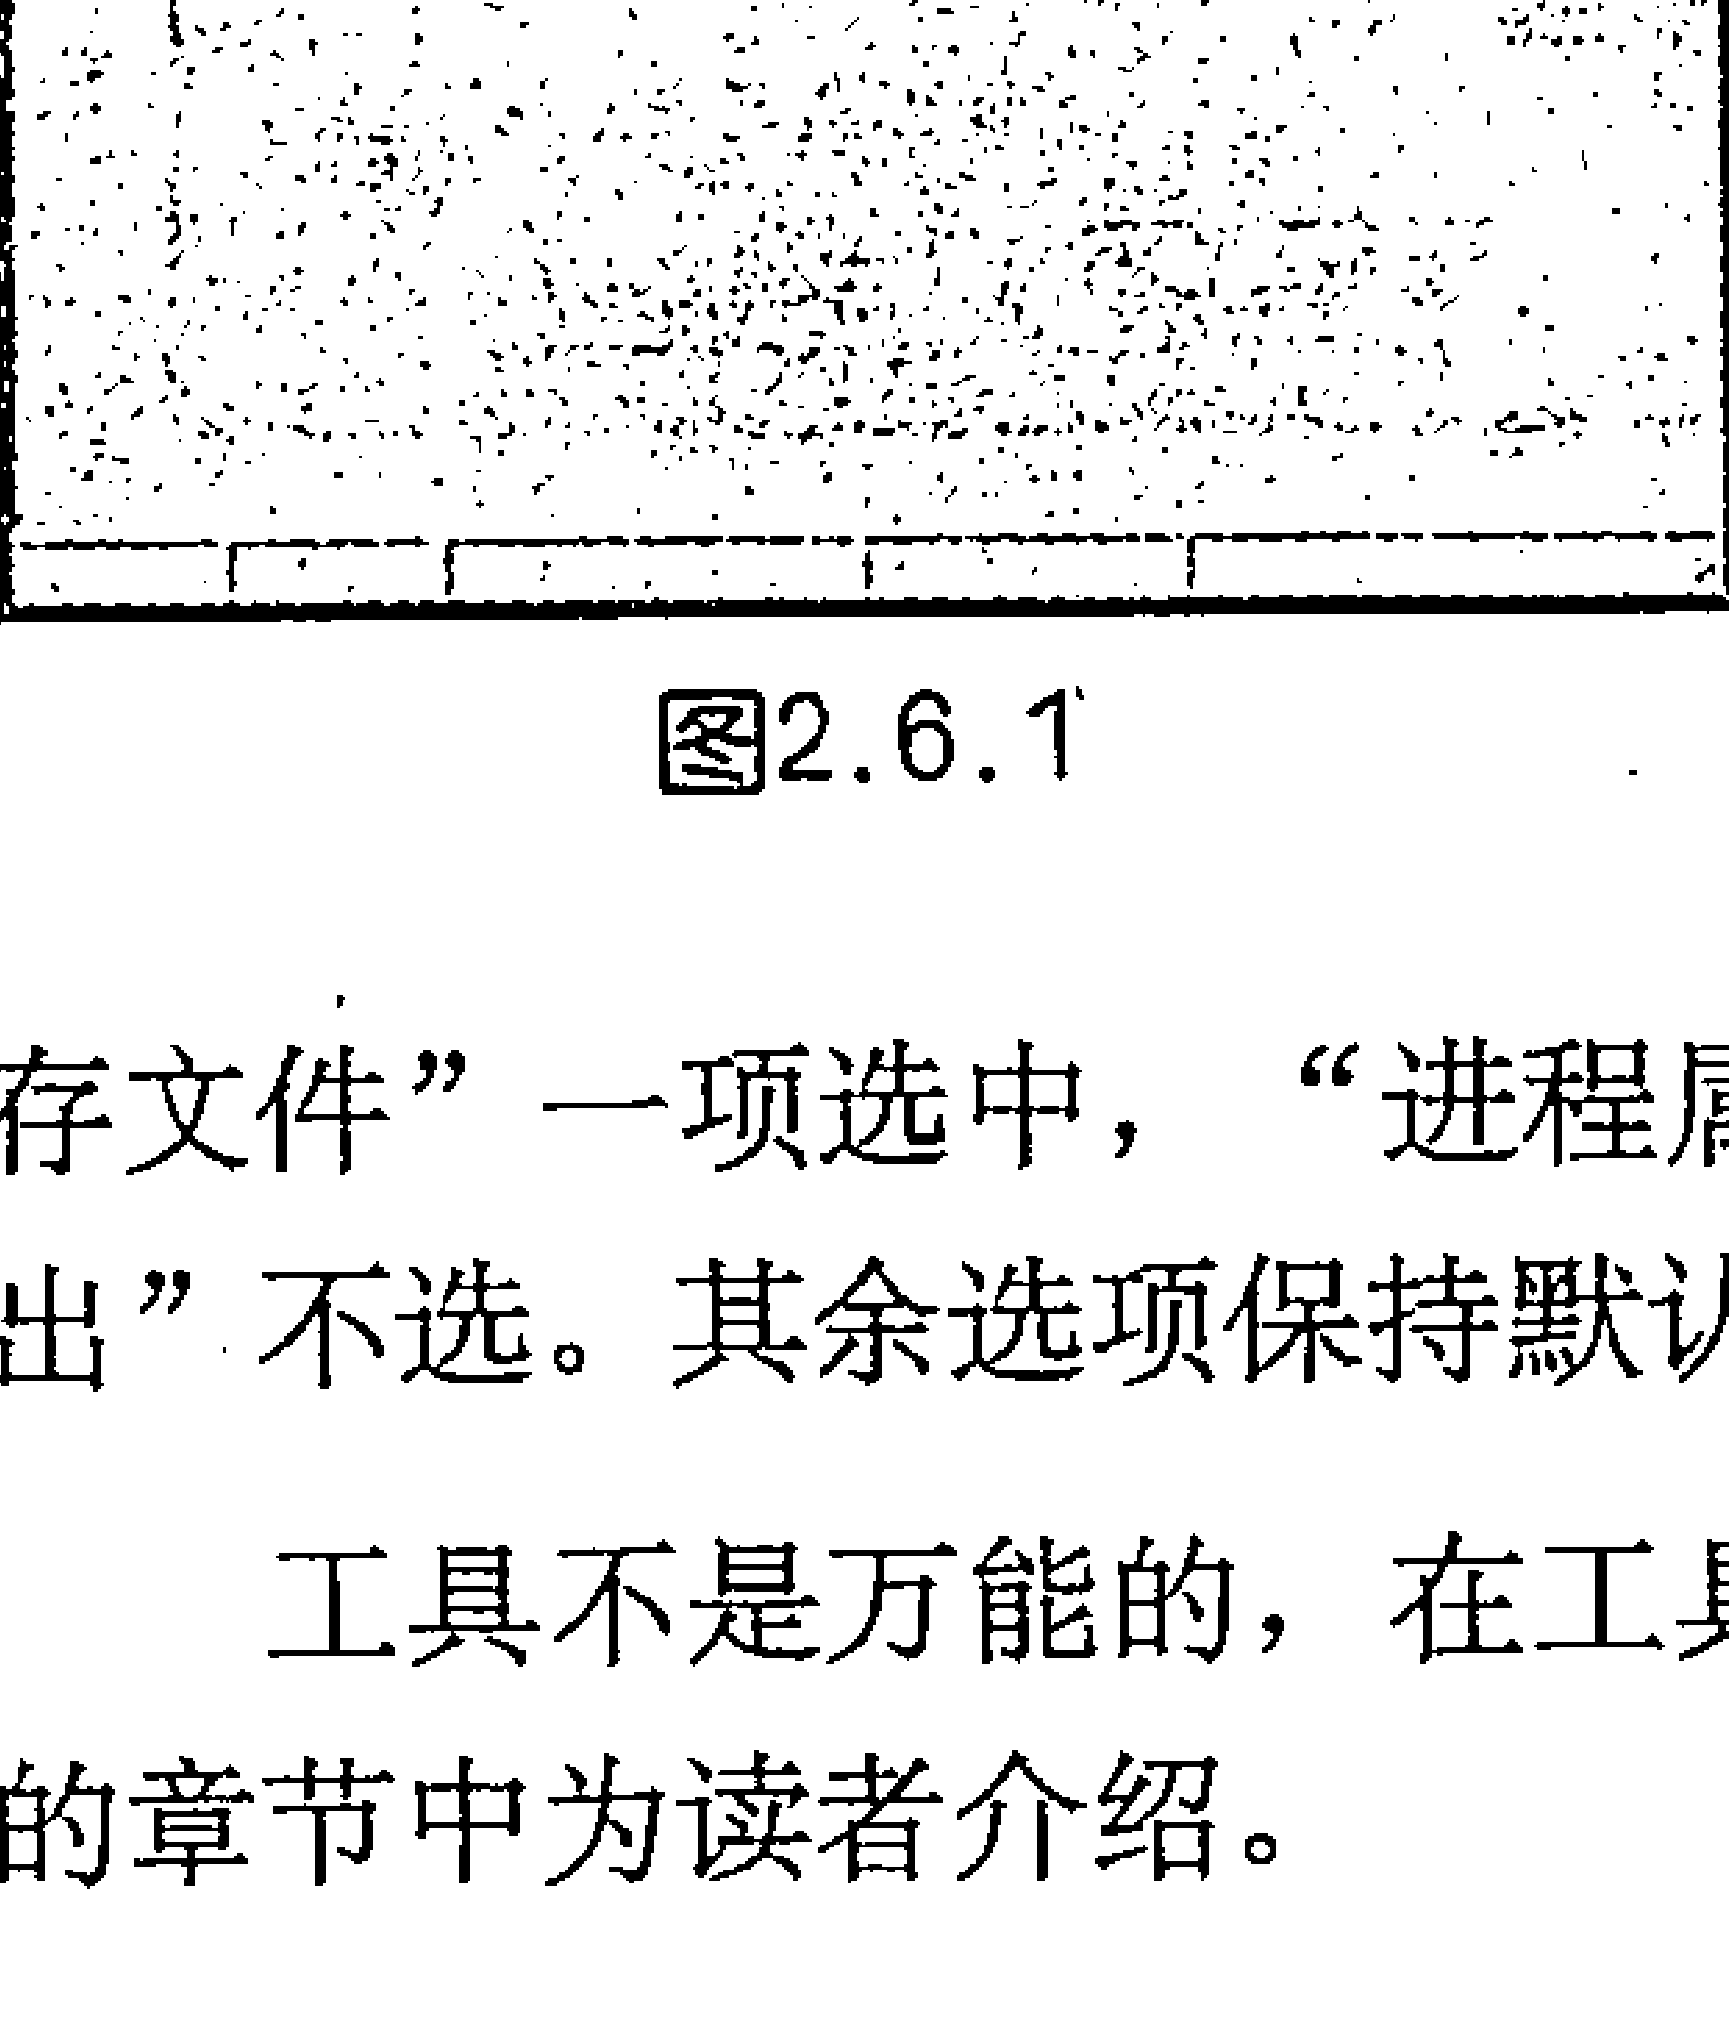 图2.6.1
存文件”一项选中，“进程
出”不选。其余选项保持默认
工具不是万能的，在工具
的章节中为读者介绍。